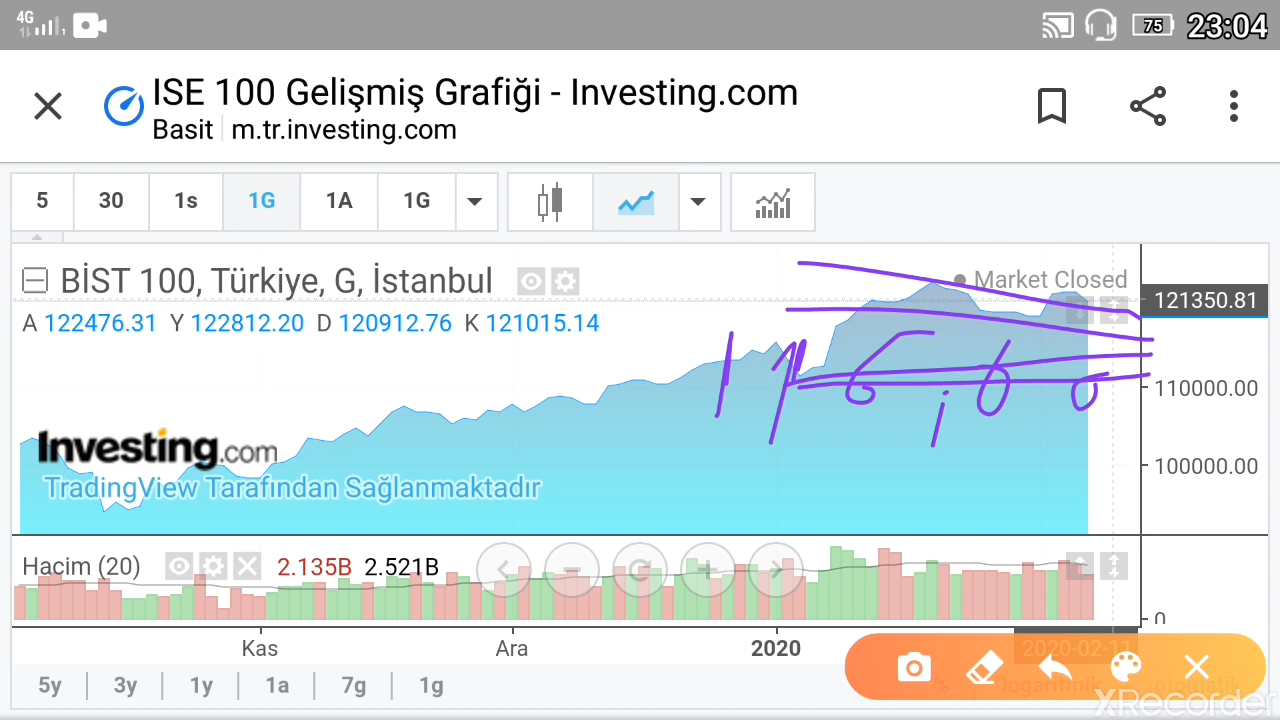 4G 75 23:04
ISE 100 Gelişmiş Grafiği - Investing.com
Basit m.tr.investing.com
5 30 1s 1G 1A 1G
BİST 100, Türkiye, G, İstanbul Market Closed
121350.81
A 122476.31 Y 122812.20 D 120912.76 K 121015.14
116,00
110000.00
Investing.com
100000.00
TradingView Tarafından Sağlanmaktadır
Hacim (20) 2.135B 2.521B
0
Kas Ara 2020 2020-02-11
5y 3y 1y 1a 7g 1g % logaritmik otomatik
XRecorder